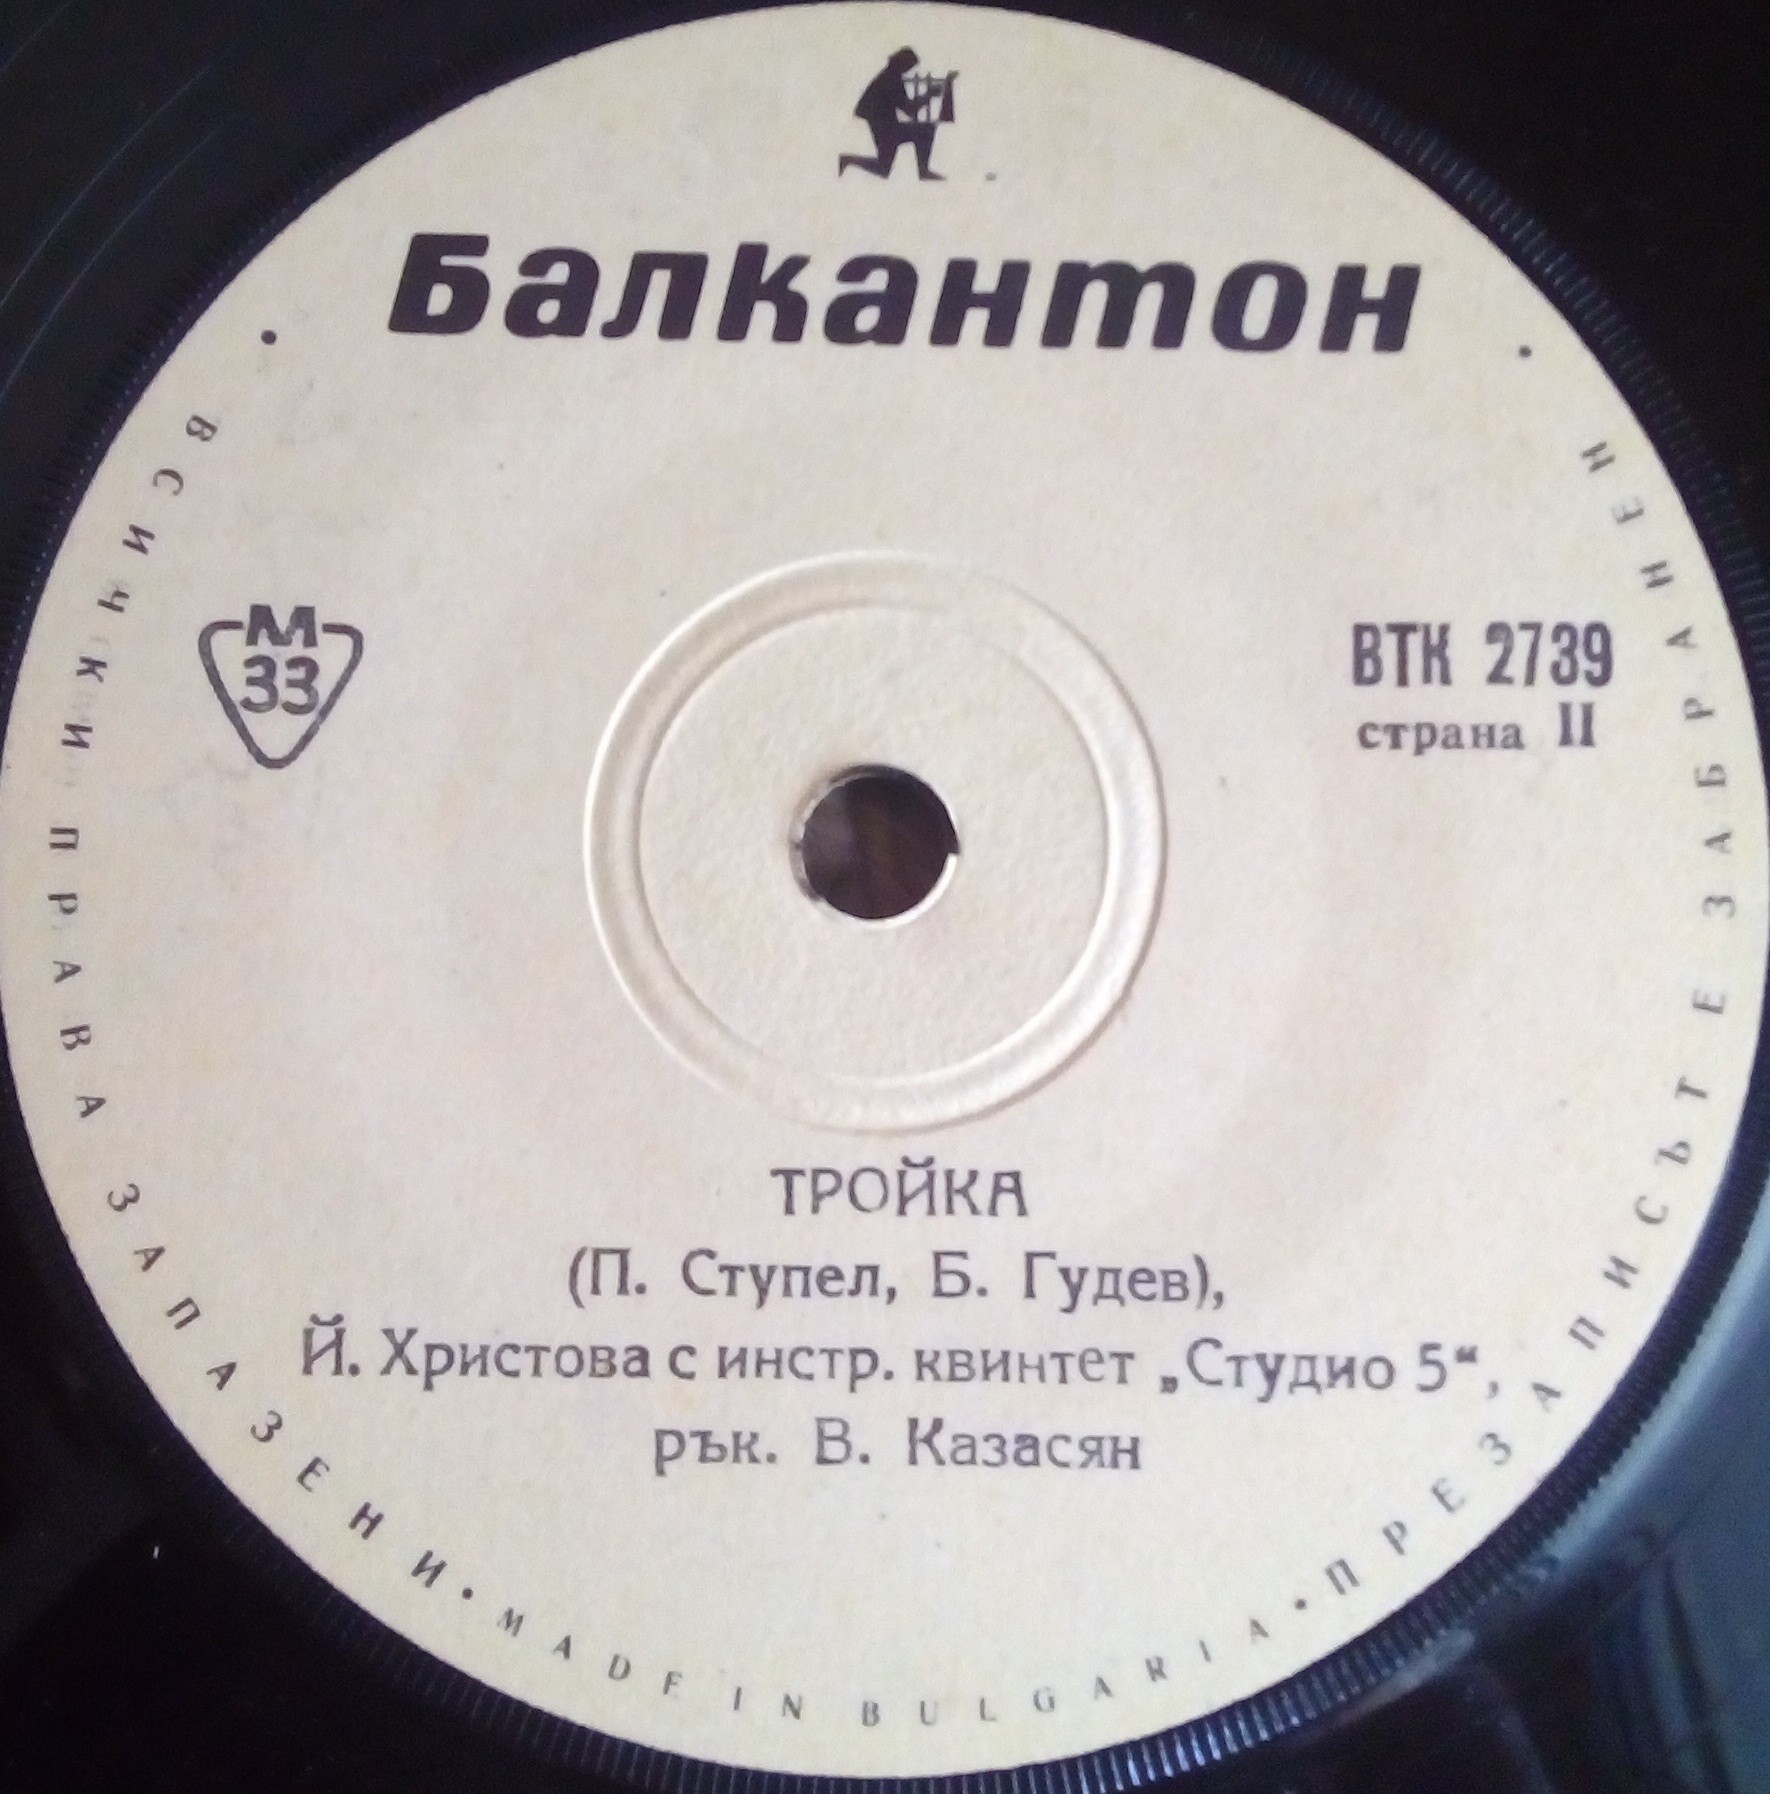 Балкантон
М
33
ВТК 2739
страна II
ТРОЙКА
(П. Ступел, Б. Гудев),
Й. Христова с инстр. квинтет „Студио 5“,
рък. В. Казасян
• ВСИЧКИ ПРАВА ЗАПАЗЕНИ • MADE IN BULGARIA • ПРЕЗАПИСЪТ Е ЗАБРАНЕН •